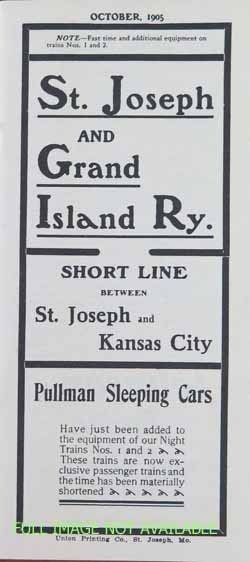 OCTOBER, 1905
NOTE.—Fast time and additional equipment on
trains Nos. 1 and 2.
St. Joseph
AND
Grand
Island Ry.
SHORT LINE
BETWEEN
St. Joseph and
Kansas City
Pullman Sleeping Cars
Have just been added to
the equipment of our Night
Trains Nos. 1 and 2
These trains are now ex-
clusive passenger trains and
the time has been materially
shortened
FULL IMAGE NOT AVAILABLE
Union Printing Co., St. Joseph, Mo.